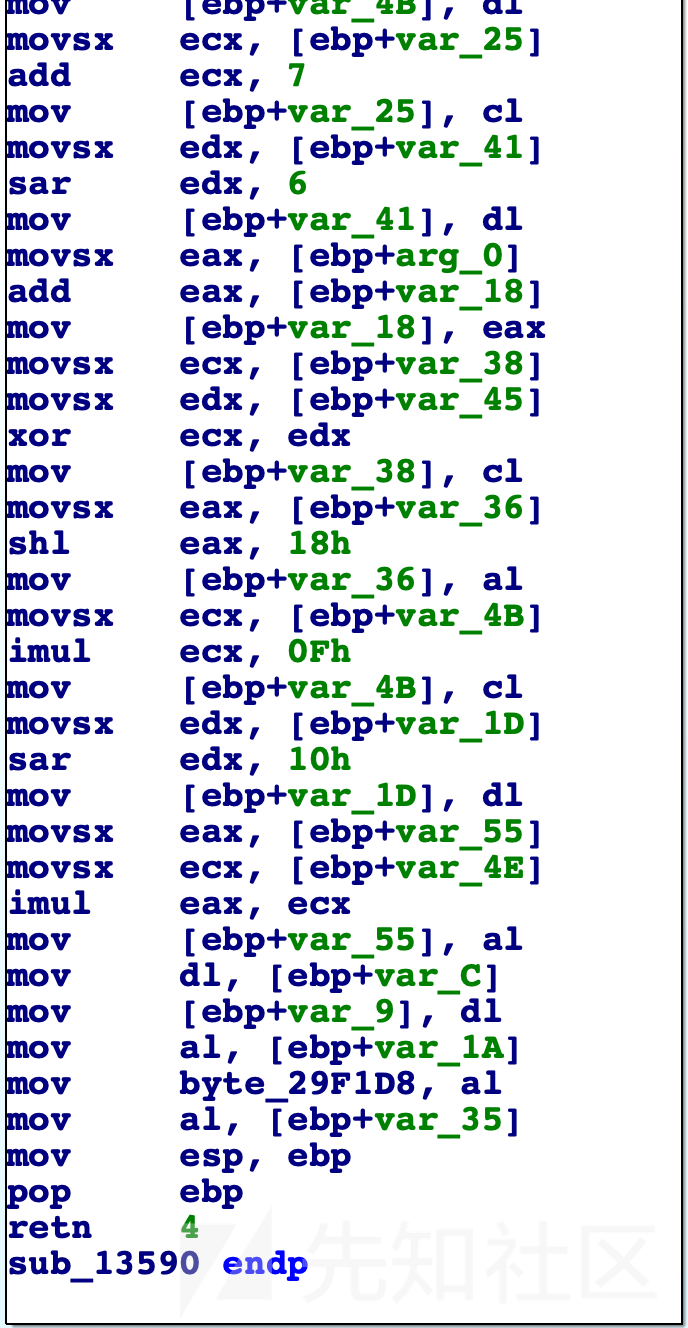 mov [ebp+var_4B], dl
movsx ecx, [ebp+var_25]
add ecx, 7
mov [ebp+var_25], cl
movsx edx, [ebp+var_41]
sar edx, 6
mov [ebp+var_41], dl
movsx eax, [ebp+arg_0]
add eax, [ebp+var_18]
mov [ebp+var_18], eax
movsx ecx, [ebp+var_38]
movsx edx, [ebp+var_45]
xor ecx, edx
mov [ebp+var_38], cl
movsx eax, [ebp+var_36]
shl eax, 18h
mov [ebp+var_36], al
movsx ecx, [ebp+var_4B]
imul ecx, 0Fh
mov [ebp+var_4B], cl
movsx edx, [ebp+var_1D]
sar edx, 10h
mov [ebp+var_1D], dl
movsx eax, [ebp+var_55]
movsx ecx, [ebp+var_4E]
imul eax, ecx
mov [ebp+var_55], al
mov dl, [ebp+var_C]
mov [ebp+var_9], dl
mov al, [ebp+var_1A]
mov byte_29F1D8, al
mov al, [ebp+var_35]
mov esp, ebp
pop ebp
retn 4
sub_13590 endp
先知社区